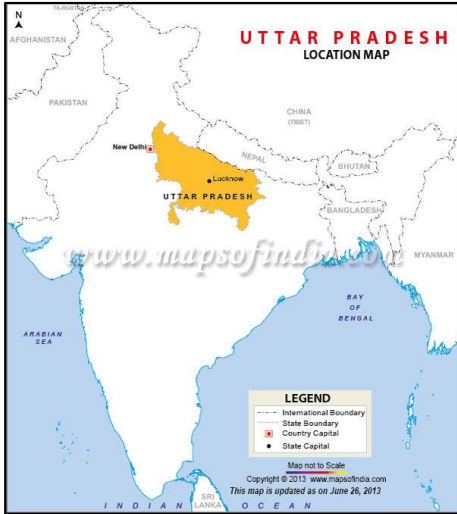 N
TAJIKISTAN
AFGHANISTAN
UTTAR PRADESH
LOCATION MAP
PAKISTAN
CHINA
(TIBET)
New Delhi
NEPAL
BHUTAN
Lucknow
UTTAR PRADESH
BANGLADESH
www.mapsofindia.com
MYANMAR
BAY
OF
BENGAL
ARABIAN
SEA
LEGEND
International Boundary
State Boundary
Country Capital
State Capital
Map not to Scale
Copyright © 2013 www.mapsofindia.com
This map is updated as on June 26, 2013
SRI
LANKA
INDIAN OCEAN